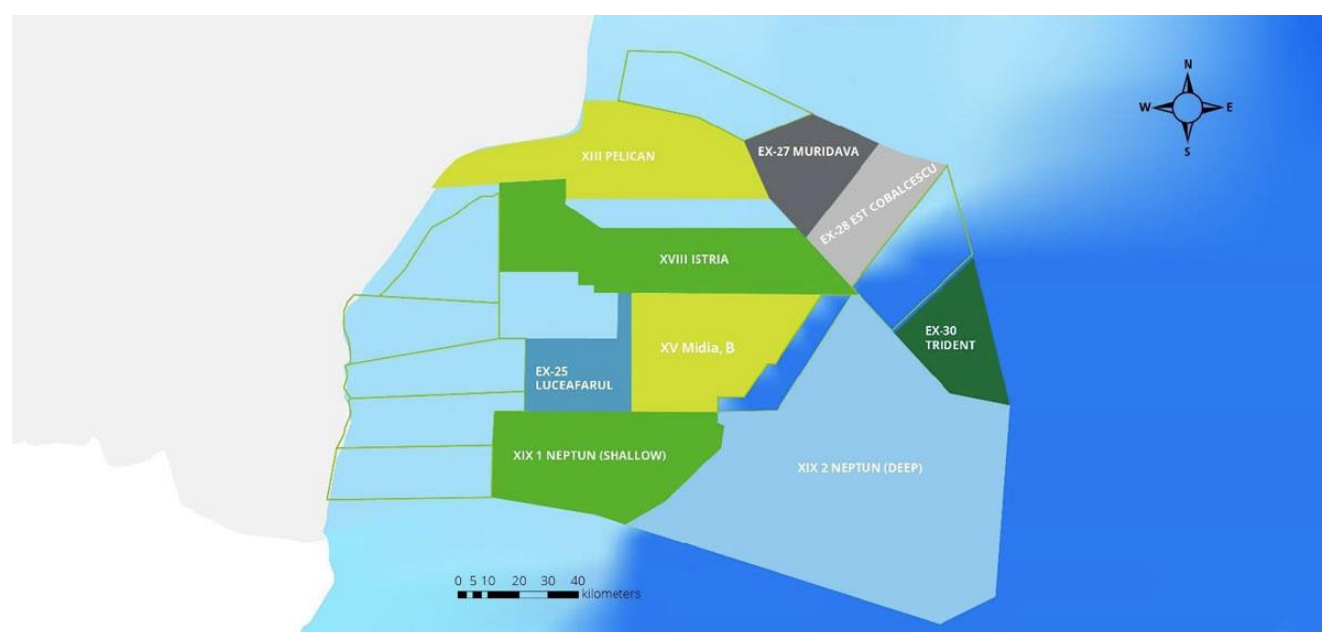 N
W E
S
XIII PELICAN
EX-27 MURIDAVA
EX-28 EST COBALCESCU
XVIII ISTRIA
EX-30
TRIDENT
XV Midia, B
EX-25
LUCEAFARUL
XIX 1 NEPTUN (SHALLOW)
XIX 2 NEPTUN (DEEP)
0 5 10 20 30 40
kilometers